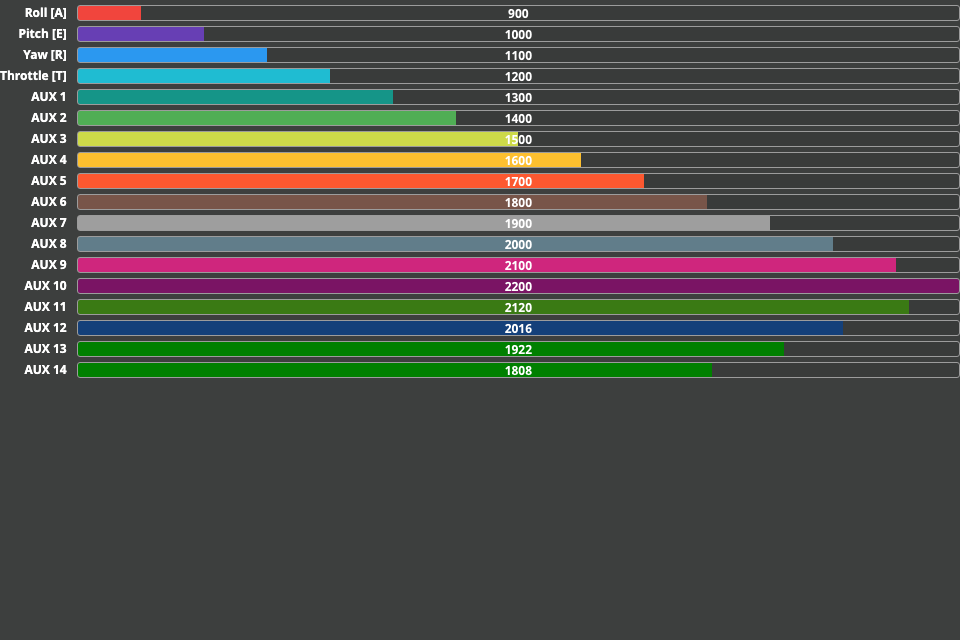 Roll [A] 900
Pitch [E] 1000
Yaw [R] 1100
Throttle [T] 1200
AUX 1 1300
AUX 2 1400
AUX 3 1500
AUX 4 1600
AUX 5 1700
AUX 6 1800
AUX 7 1900
AUX 8 2000
AUX 9 2100
AUX 10 2200
AUX 11 2120
AUX 12 2016
AUX 13 1922
AUX 14 1808